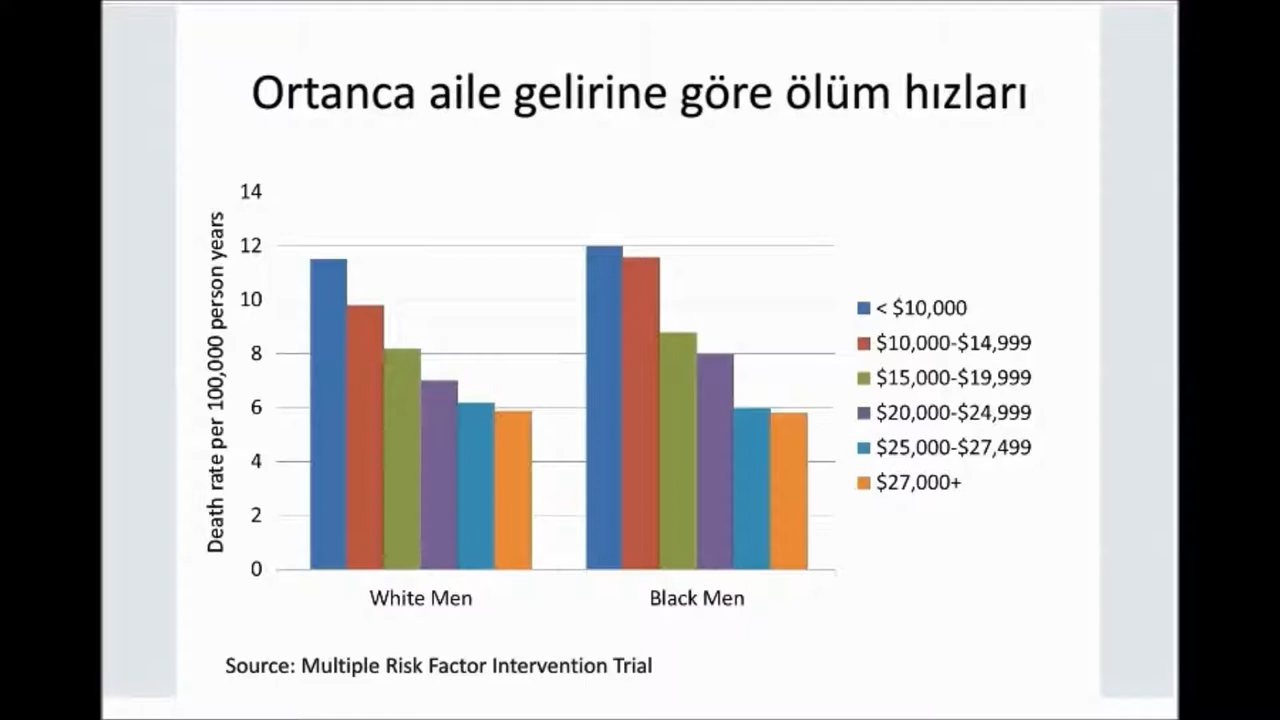 Ortanca aile gelirine göre ölüm hızları
Death rate per 100,000 person years
14
12
10
8
6
4
2
0
White Men
Black Men
< $10,000
$10,000-$14,999
$15,000-$19,999
$20,000-$24,999
$25,000-$27,499
$27,000+
Source: Multiple Risk Factor Intervention Trial